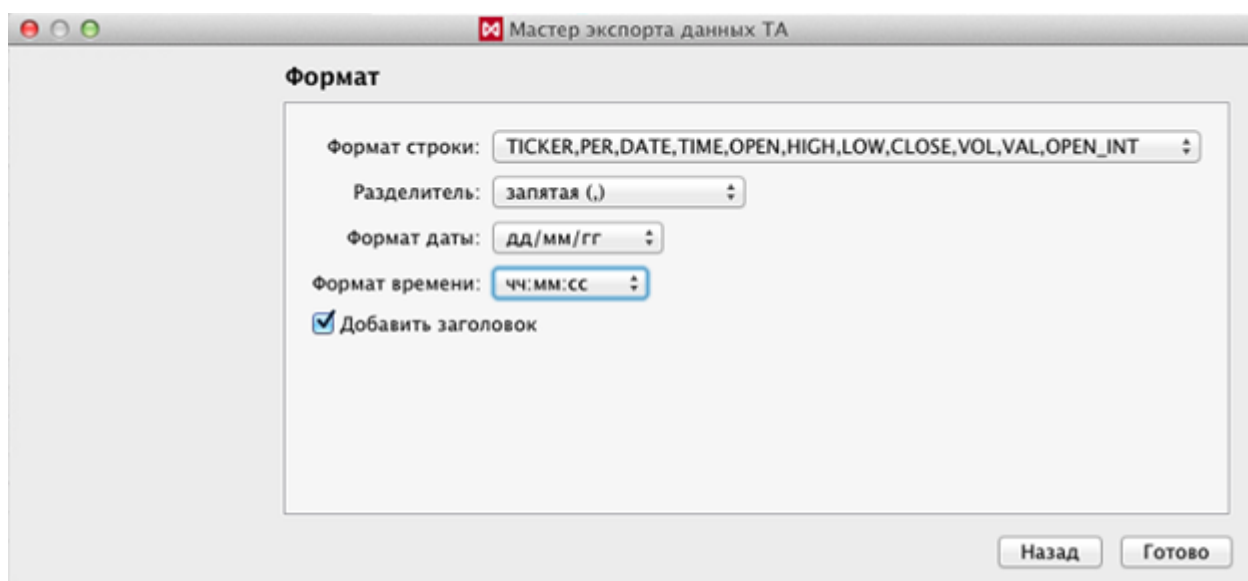 Мастер экспорта данных ТА
Формат
Формат строки: TICKER,PER,DATE,TIME,OPEN,HIGH,LOW,CLOSE,VOL,VAL,OPEN_INT
Разделитель: запятая (,)
Формат даты: дд/мм/гг
Формат времени: чч:мм:сс
Добавить заголовок
Назад Готово